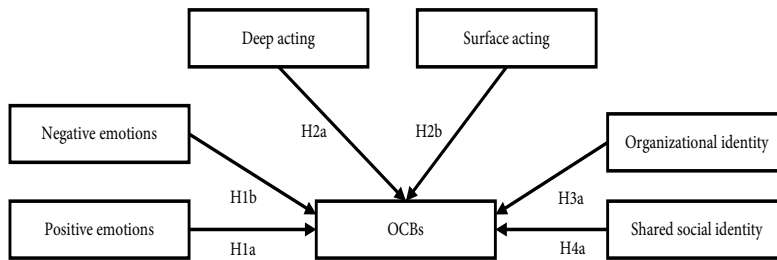 Deep acting
Surface acting
H2a
H2b
Negative emotions
Organizational identity
H1b
H3a
Positive emotions
OCBs
Shared social identity
H1a
H4a